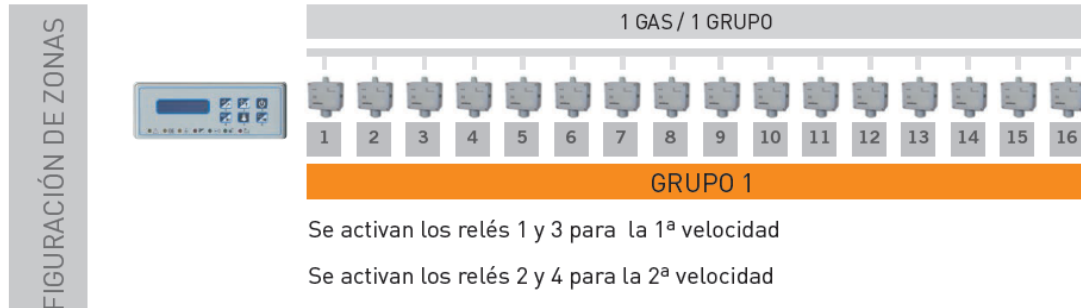 FIGURACIÓN DE ZONAS
1 GAS / 1 GRUPO
1 2 3 4 5 6 7 8 9 10 11 12 13 14 15 16
GRUPO 1
Se activan los relés 1 y 3 para la 1ª velocidad
Se activan los relés 2 y 4 para la 2ª velocidad